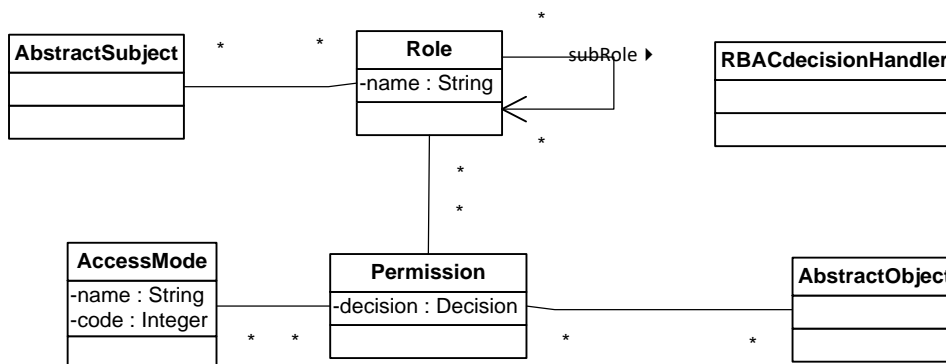 *
AbstractSubject
*
*
Role
subRole ▶
RBACdecisionHandler
-name : String
*
*
*
AccessMode
Permission
AbstractObject
-name : String
-code : Integer
-decision : Decision
*
*
*
*